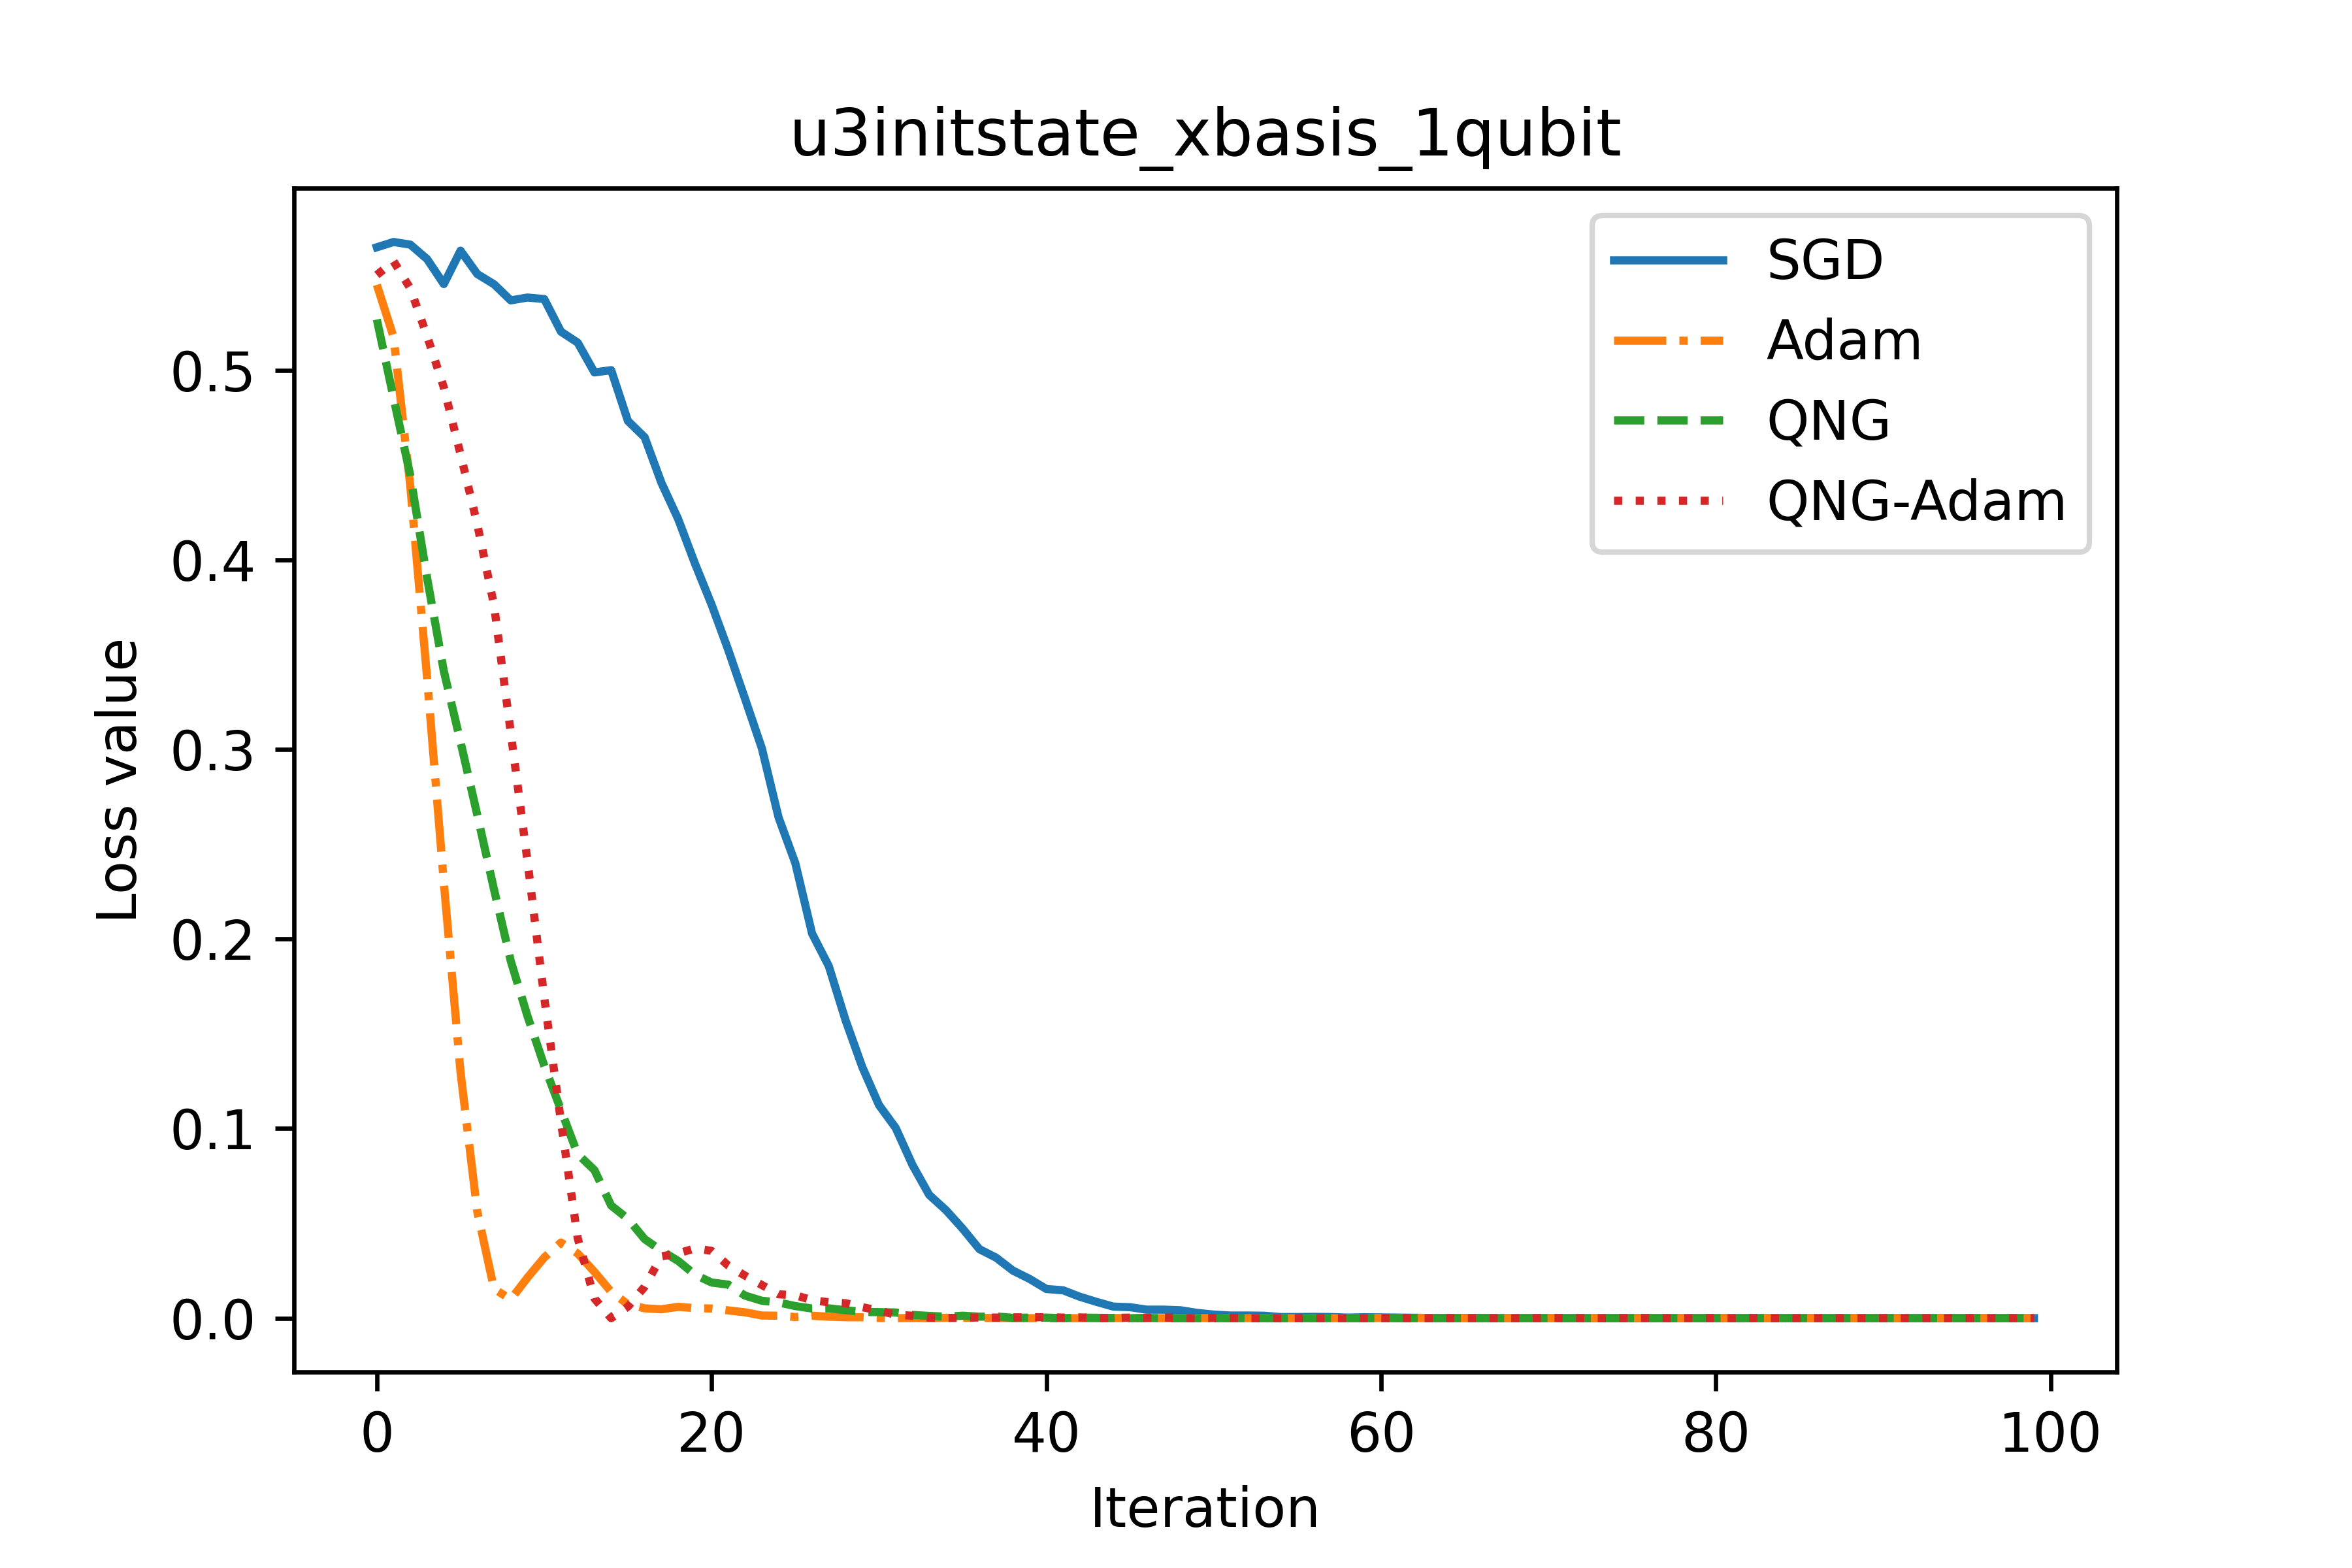 u3initstate_xbasis_1qubit
SGD
Adam
QNG
QNG-Adam
Loss value
0.5
0.4
0.3
0.2
0.1
0.0
0 20 40 60 80 100
Iteration